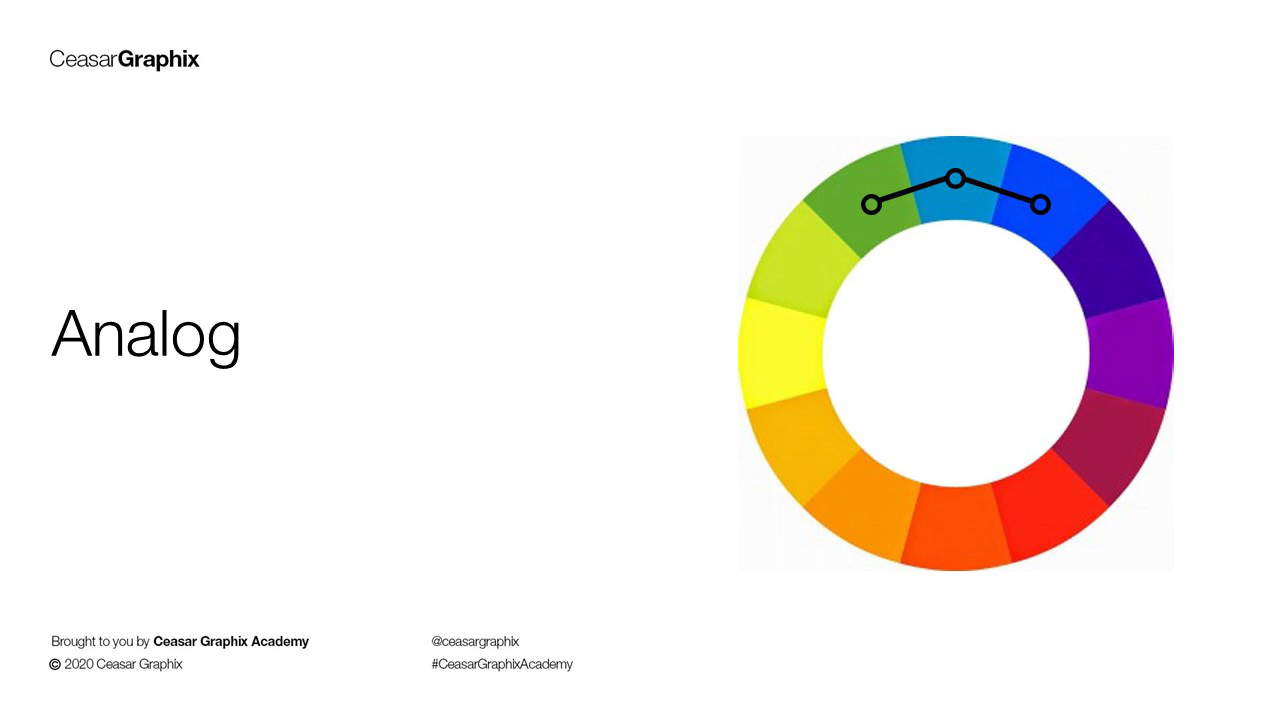 CeasarGraphix
Analog
Brought to you by Ceasar Graphix Academy
© 2020 Ceasar Graphix
@ceasargraphix
#CeasarGraphixAcademy